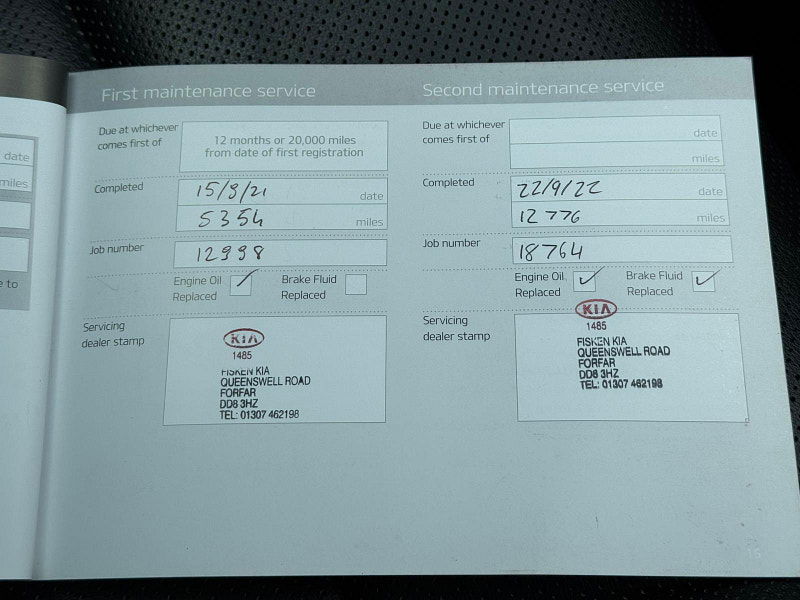 date
miles
e to
First maintenance service
Due at whichever
comes first of
12 months or 20,000 miles
from date of first registration
Completed
15/9/21 date
5354 miles
Job number
12998
Engine Oil
Replaced
Brake Fluid
Replaced
Servicing
dealer stamp
KIA
1485
FISKEN KIA
QUEENSWELL ROAD
FORFAR
DD8 3HZ
TEL: 01307 462198
Second maintenance service
Due at whichever
comes first of
date
miles
Completed
22/9/22 date
12776 miles
Job number
18764
Engine Oil
Replaced
Brake Fluid
Replaced
Servicing
dealer stamp
KIA
1485
FISKEN KIA
QUEENSWELL ROAD
FORFAR
DD8 3HZ
TEL: 01307 462198
15